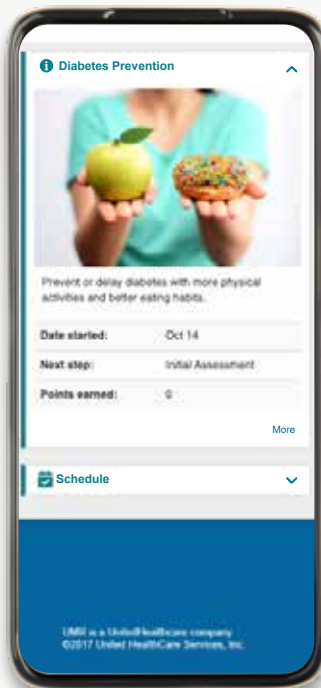 Diabetes Prevention
Prevent or delay diabetes with more physical
activities and better eating habits.
Date started: Oct 14
Next step: Initial Assessment
Points earned: 0
More
Schedule
UMR is a UnitedHealthcare company
©2017 United HealthCare Services, Inc.